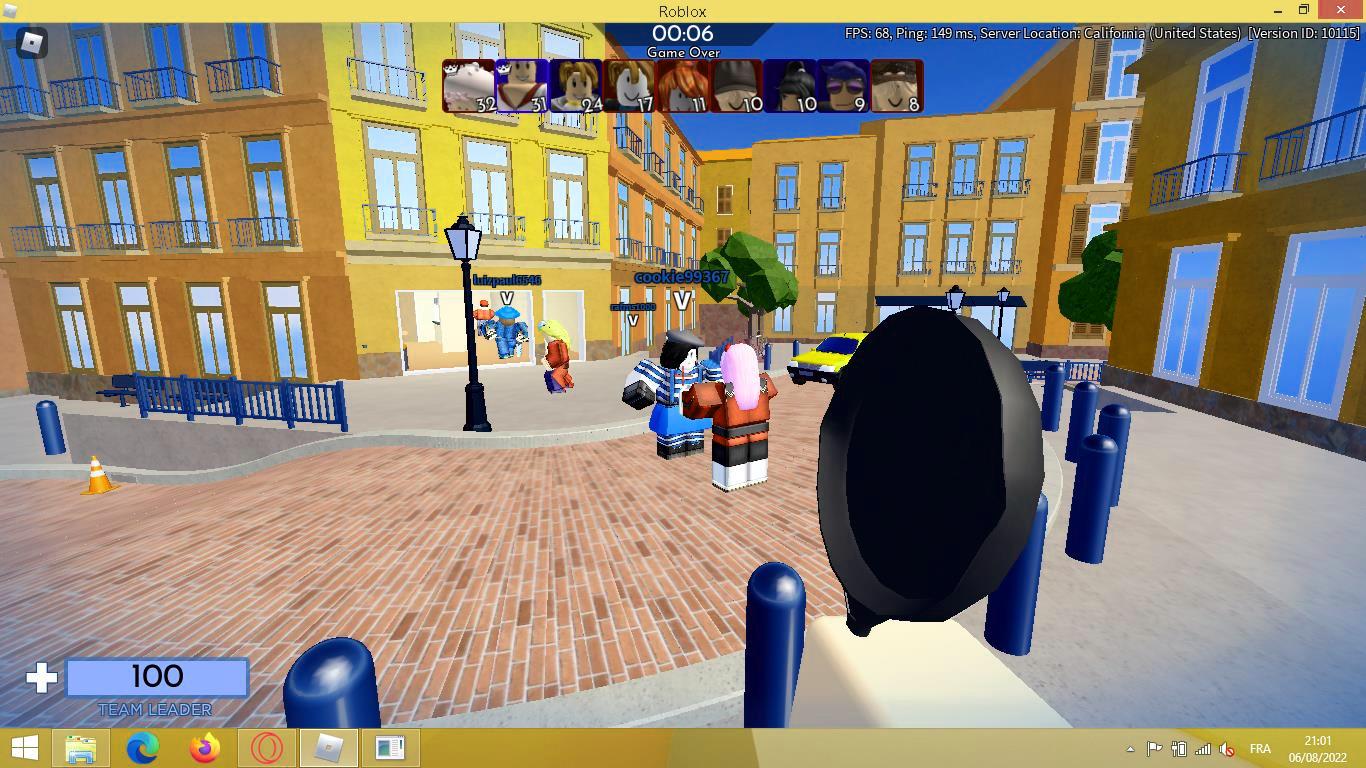 Roblox
00:06
Game Over
FPS: 68, Ping: 149 ms, Server Location: California (United States) [Version ID: 10115]
32 31 24 17 11 10 10 9 8
luizpaul6546
cookie99367
V
V
V
100
TEAM LEADER
FRA
21:01
06/08/2022